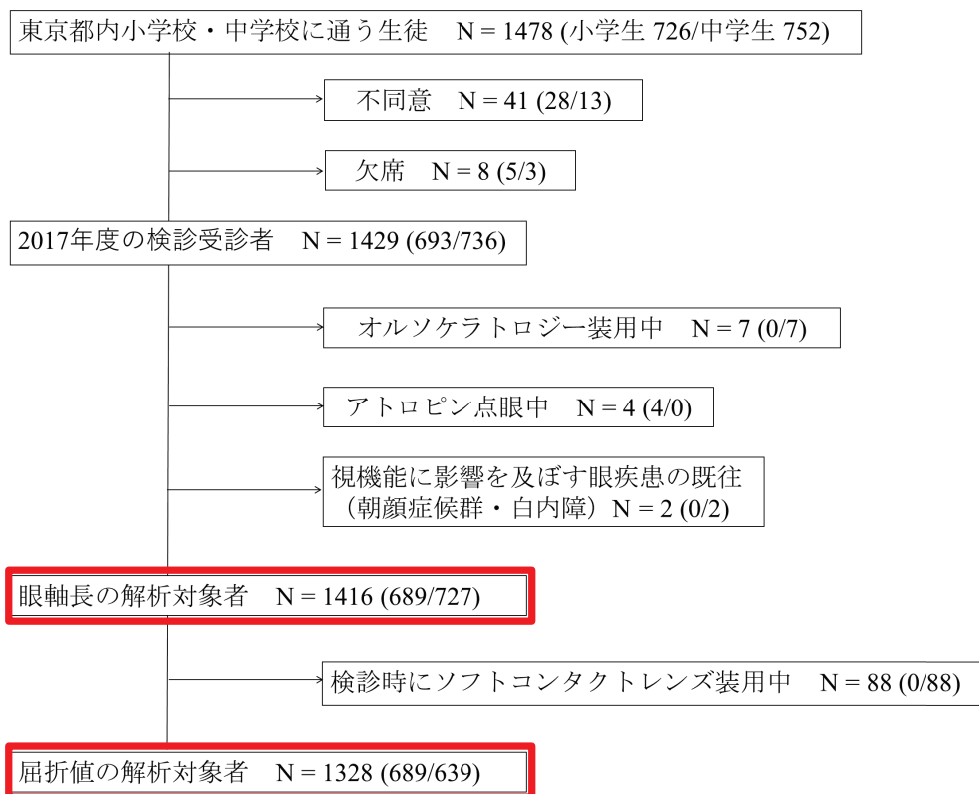 東京都内小学校・中学校に通う生徒　N = 1478 (小学生 726/中学生 752)
不同意　N = 41 (28/13)
欠席　N = 8 (5/3)
2017年度の検診受診者　N = 1429 (693/736)
オルソケラトロジー装用中　N = 7 (0/7)
アトロピン点眼中　N = 4 (4/0)
視機能に影響を及ぼす眼疾患の既往
（朝顔症候群・白内障）N = 2 (0/2)
眼軸長の解析対象者　N = 1416 (689/727)
検診時にソフトコンタクトレンズ装用中　N = 88 (0/88)
屈折値の解析対象者　N = 1328 (689/639)